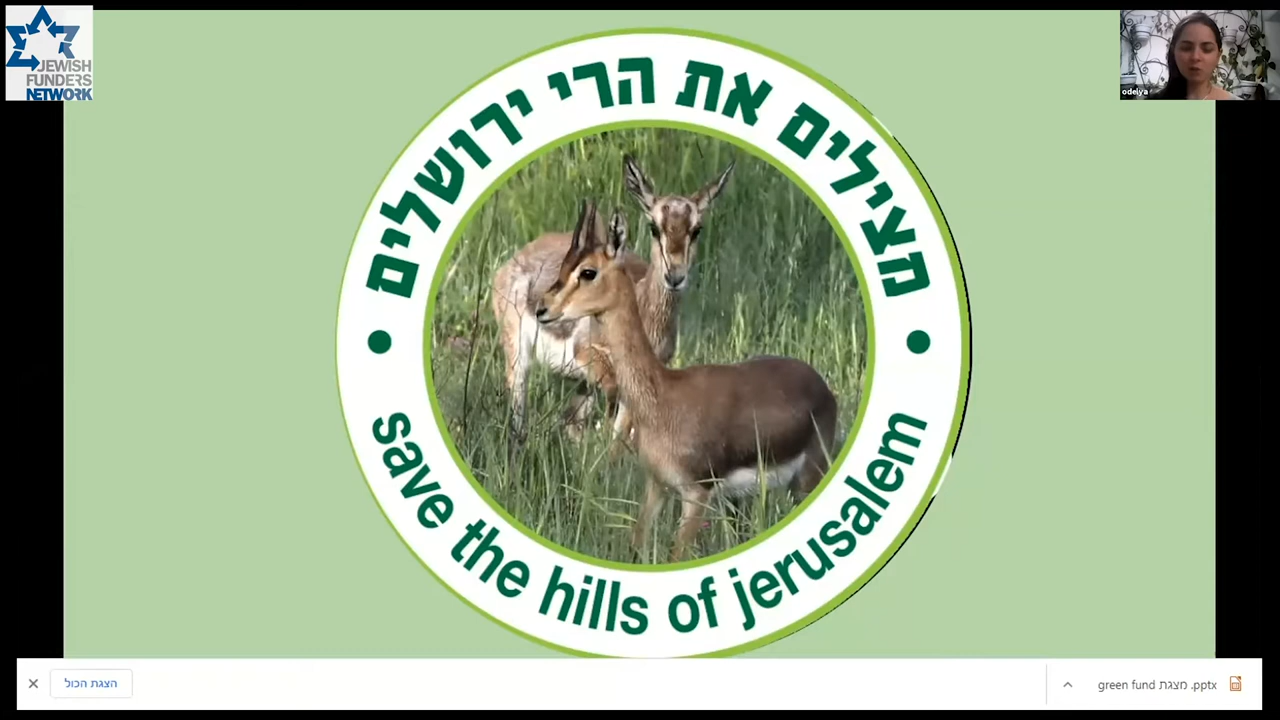 JEWISH
FUNDERS
NETWORK
odelya
מצילים את הרי ירושלים
save the hills of jerusalem
הצגת הכול
green fund מצגת.pptx